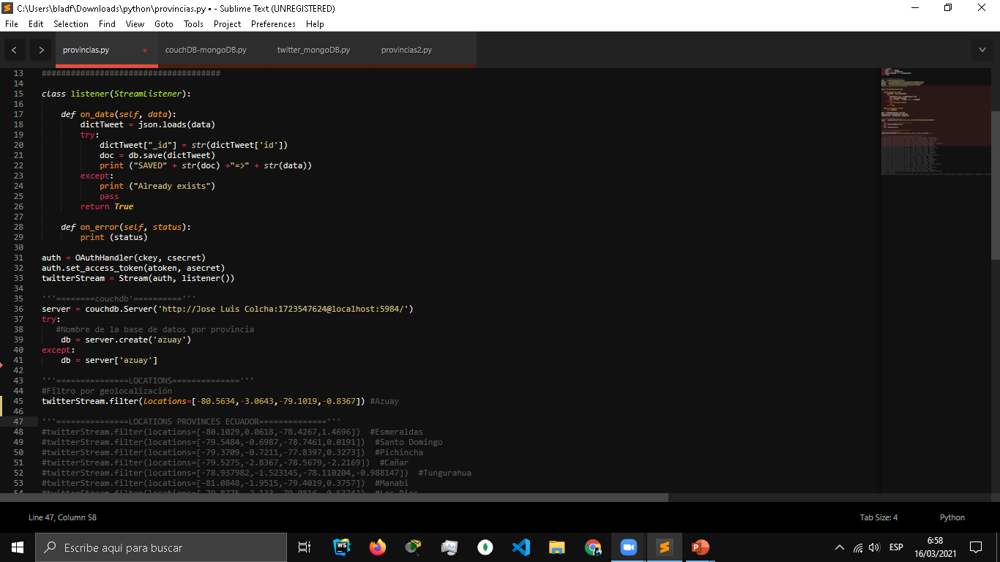 C:\Users\bladf\Downloads\python\provincias.py • - Sublime Text (UNREGISTERED)
File Edit Selection Find View Goto Tools Project Preferences Help
provincias.py couchDB-mongoDB.py twitter_mongoDB.py provincias2.py
13 #####################################
14
15 class listener(StreamListener):
16
17     def on_data(self, data):
18         dictTweet = json.loads(data)
19         try:
20             dictTweet["_id"] = str(dictTweet['id'])
21             doc = db.save(dictTweet)
22             print ("SAVED" + str(doc) +"=>" + str(data))
23         except:
24             print ("Already exists")
25             pass
26         return True
27
28     def on_error(self, status):
29         print (status)
30
31 auth = OAuthHandler(ckey, csecret)
32 auth.set_access_token(atoken, asecret)
33 twitterStream = Stream(auth, listener())
34
35 '''========couchdb'=========='''
36 server = couchdb.Server('http://Jose Luis Colcha:1723547624@localhost:5984/')
37 try:
38    #Nombre de la base de datos por provincia
39     db = server.create('azuay')
40 except:
41     db = server['azuay']
42
43 '''===============LOCATIONS=============='''
44 #Filtro por geolocalización
45 twitterStream.filter(locations=[-80.5634,-3.0643,-79.1019,-0.8367]) #Azuay
46
47 '''===============LOCATIONS PROVINCES ECUADOR=============='''
48 #twitterStream.filter(locations=[-80.1029,0.0618,-78.4267,1.4696])  #Esmeraldas
49 #twitterStream.filter(locations=[-79.5484,-0.6987,-78.7461,0.0191])  #Santo Domingo
50 #twitterStream.filter(locations=[-79.3709,-0.7211,-77.8397,0.3273])  #Pichincha
51 #twitterStream.filter(locations=[-79.5275,-2.8367,-78.5679,-2.2169])  #Cañar
52 #twitterStream.filter(locations=[-78.937982,-1.523145,-78.110204,-0.988147])  #Tungurahua
53 #twitterStream.filter(locations=[-81.0848,-1.9515,-79.4019,0.3757])  #Manabi
Line 47, Column 58 Tab Size: 4 Python
Escribe aquí para buscar
ESP
6:58
16/03/2021